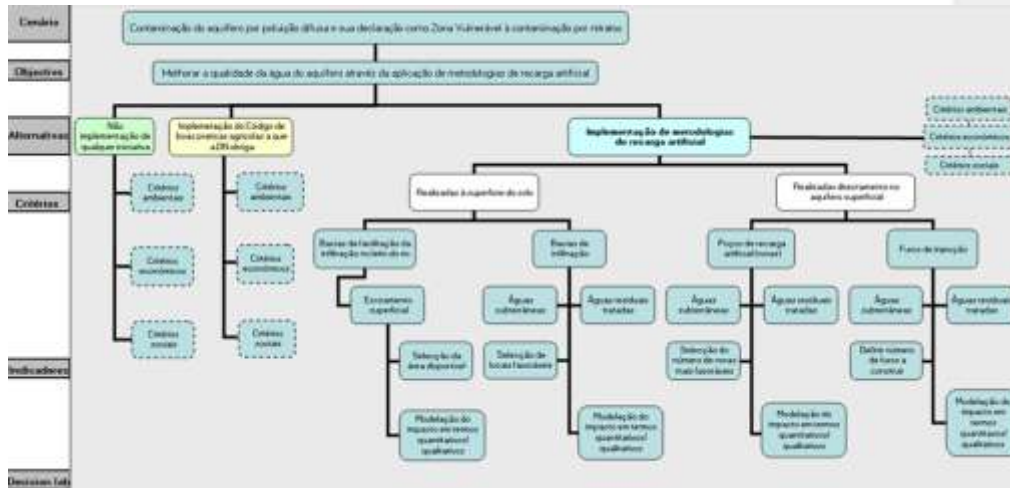 Cenário
Contaminação do aquífero por poluição difusa e sua declaração como Zona Vulnerável à contaminação por nitratos
Objectivo
Melhorar a qualidade da água do aquífero através da aplicação de metodologias de recarga artificial
Alternativas
Não
implementação de
qualquer iniciativa
Implementação do Código de
boas práticas agrícolas a que
a DN obriga
Implementação de metodologias
de recarga artificial
Critérios ambientais
Critérios económicos
Critérios sociais
Critérios
Critérios
ambientais
Critérios
ambientais
Realizadas à superfície do solo
Realizadas directamente no
aquífero superficial
Critérios
económicos
Critérios
económicos
Bacias de facilitação da
infiltração no leito do rio
Bacias de
infiltração
Poços de recarga
artificial (noras)
Furos de injecção
Escoamento
superficial
Águas
subterrâneas
Águas residuais
tratadas
Águas
subterrâneas
Águas residuais
tratadas
Águas
subterrâneas
Águas residuais
tratadas
Critérios
sociais
Critérios
sociais
Indicadores
Selecção da
área disponível
Selecção de
locais favoráveis
Selecção do
número de noras
mais favoráveis
Definir número
de furos a
construir
Modelação do
impacto em termos
quantitativos/
qualitativos
Modelação do
impacto em termos
quantitativos/
qualitativos
Modelação do
impacto em termos
quantitativos/
qualitativos
Modelação do
impacto em
termos
quantitativos/
qualitativos
Decision Lab